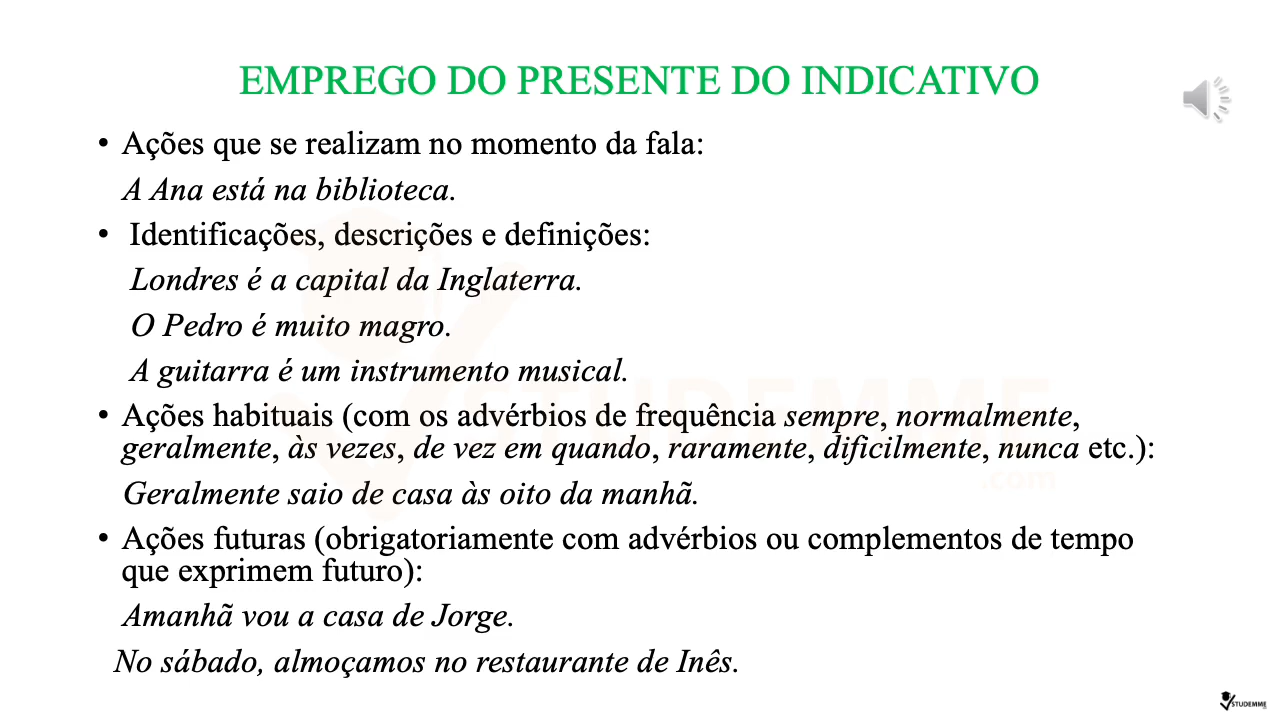 EMPREGO DO PRESENTE DO INDICATIVO
• Ações que se realizam no momento da fala:
A Ana está na biblioteca.
• Identificações, descrições e definições:
Londres é a capital da Inglaterra.
O Pedro é muito magro.
A guitarra é um instrumento musical.
• Ações habituais (com os advérbios de frequência sempre, normalmente,
geralmente, às vezes, de vez em quando, raramente, dificilmente, nunca etc.):
Geralmente saio de casa às oito da manhã.
• Ações futuras (obrigatoriamente com advérbios ou complementos de tempo
que exprimem futuro):
Amanhã vou a casa de Jorge.
No sábado, almoçamos no restaurante de Inês.
STUDEMME
.com
STUDEMME